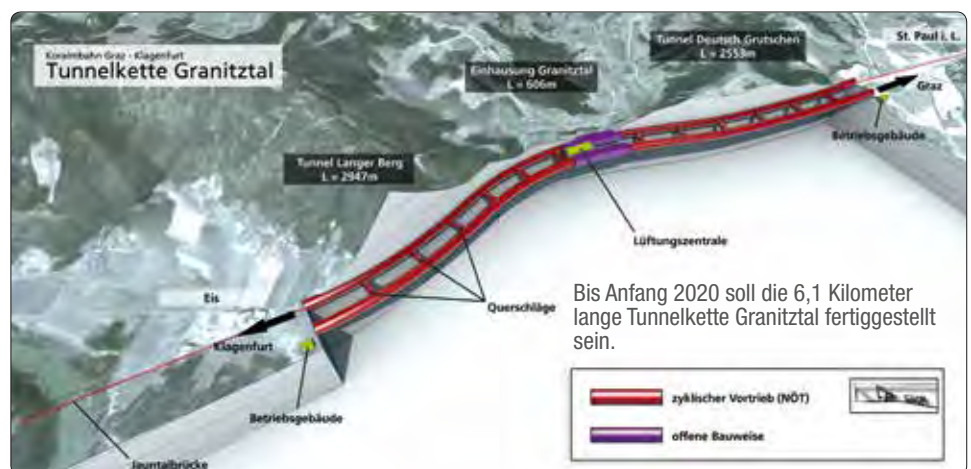 Koralmbahn Graz - Klagenfurt
Tunnelkette Granitztal
St. Paul i. L.
Tunnel Deutsch Grutschen
L = 2553m
Einhausung Granitztal
L = 606m
Graz
Betriebsgebäude
Tunnel Langer Berg
L = 2947m
Lüftungszentrale
Querschläge
Eis
Klagenfurt
Betriebsgebäude
Jauntalbrücke
Bis Anfang 2020 soll die 6,1 Kilometer
lange Tunnelkette Granitztal fertiggestellt
sein.
zyklischer Vortrieb (NÖT)
offene Bauweise